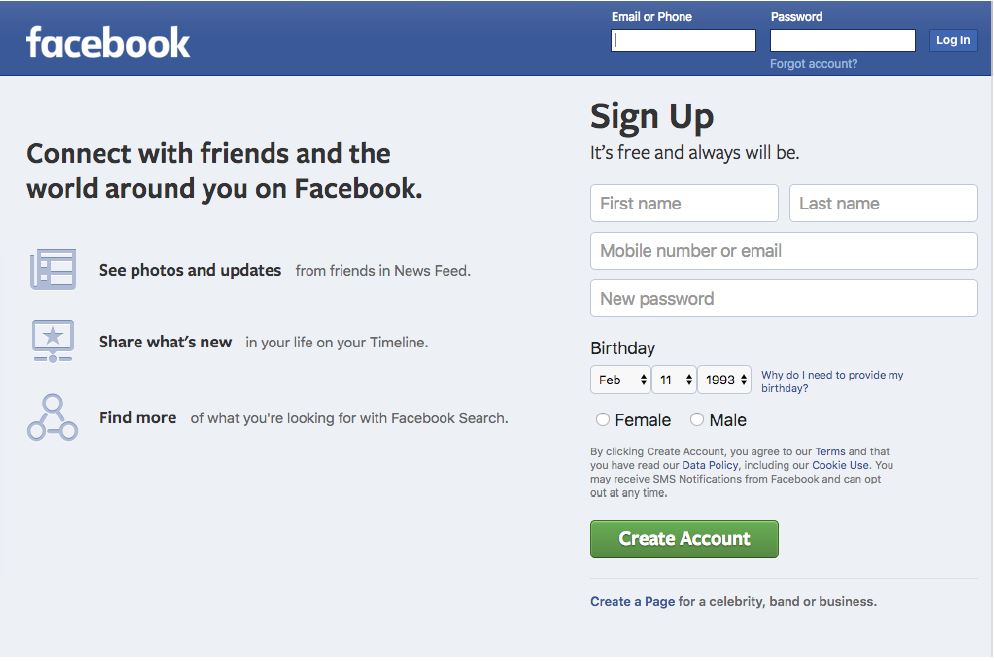 facebook
Email or Phone
Password
Log In
Forgot account?
Connect with friends and the
world around you on Facebook.
See photos and updates from friends in News Feed.
Share what's new in your life on your Timeline.
Find more of what you're looking for with Facebook Search.
Sign Up
It's free and always will be.
First name
Last name
Mobile number or email
New password
Birthday
Feb 11 1993
Why do I need to provide my
birthday?
Female Male
By clicking Create Account, you agree to our Terms and that
you have read our Data Policy, including our Cookie Use. You
may receive SMS Notifications from Facebook and can opt
out at any time.
Create Account
Create a Page for a celebrity, band or business.